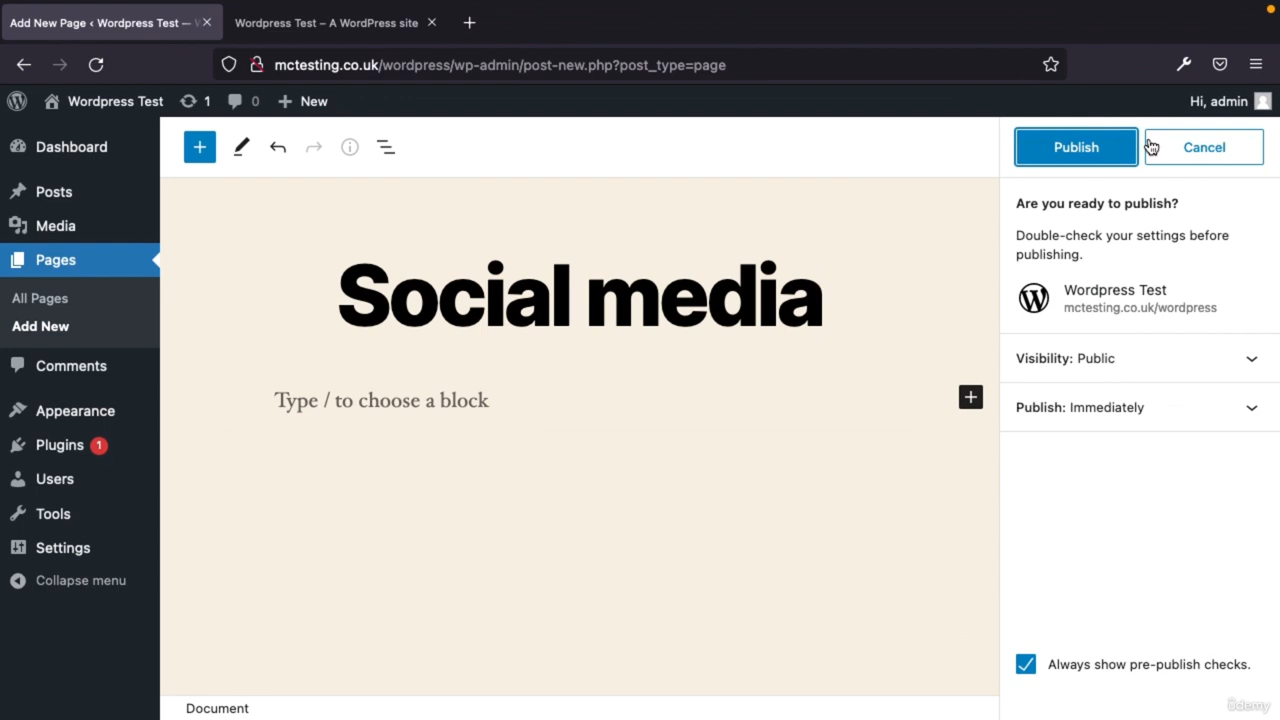 Add New Page ‹ Wordpress Test —
Wordpress Test – A WordPress site
mctesting.co.uk/wordpress/wp-admin/post-new.php?post_type=page
Wordpress Test
1
0
New
Hi, admin
Dashboard
Posts
Media
Pages
All Pages
Add New
Comments
Appearance
Plugins 1
Users
Tools
Settings
Collapse menu
Social media
Type / to choose a block
Document
Publish
Cancel
Are you ready to publish?
Double-check your settings before
publishing.
Wordpress Test
mctesting.co.uk/wordpress
Visibility: Public
Publish: Immediately
Always show pre-publish checks.
ûdemy